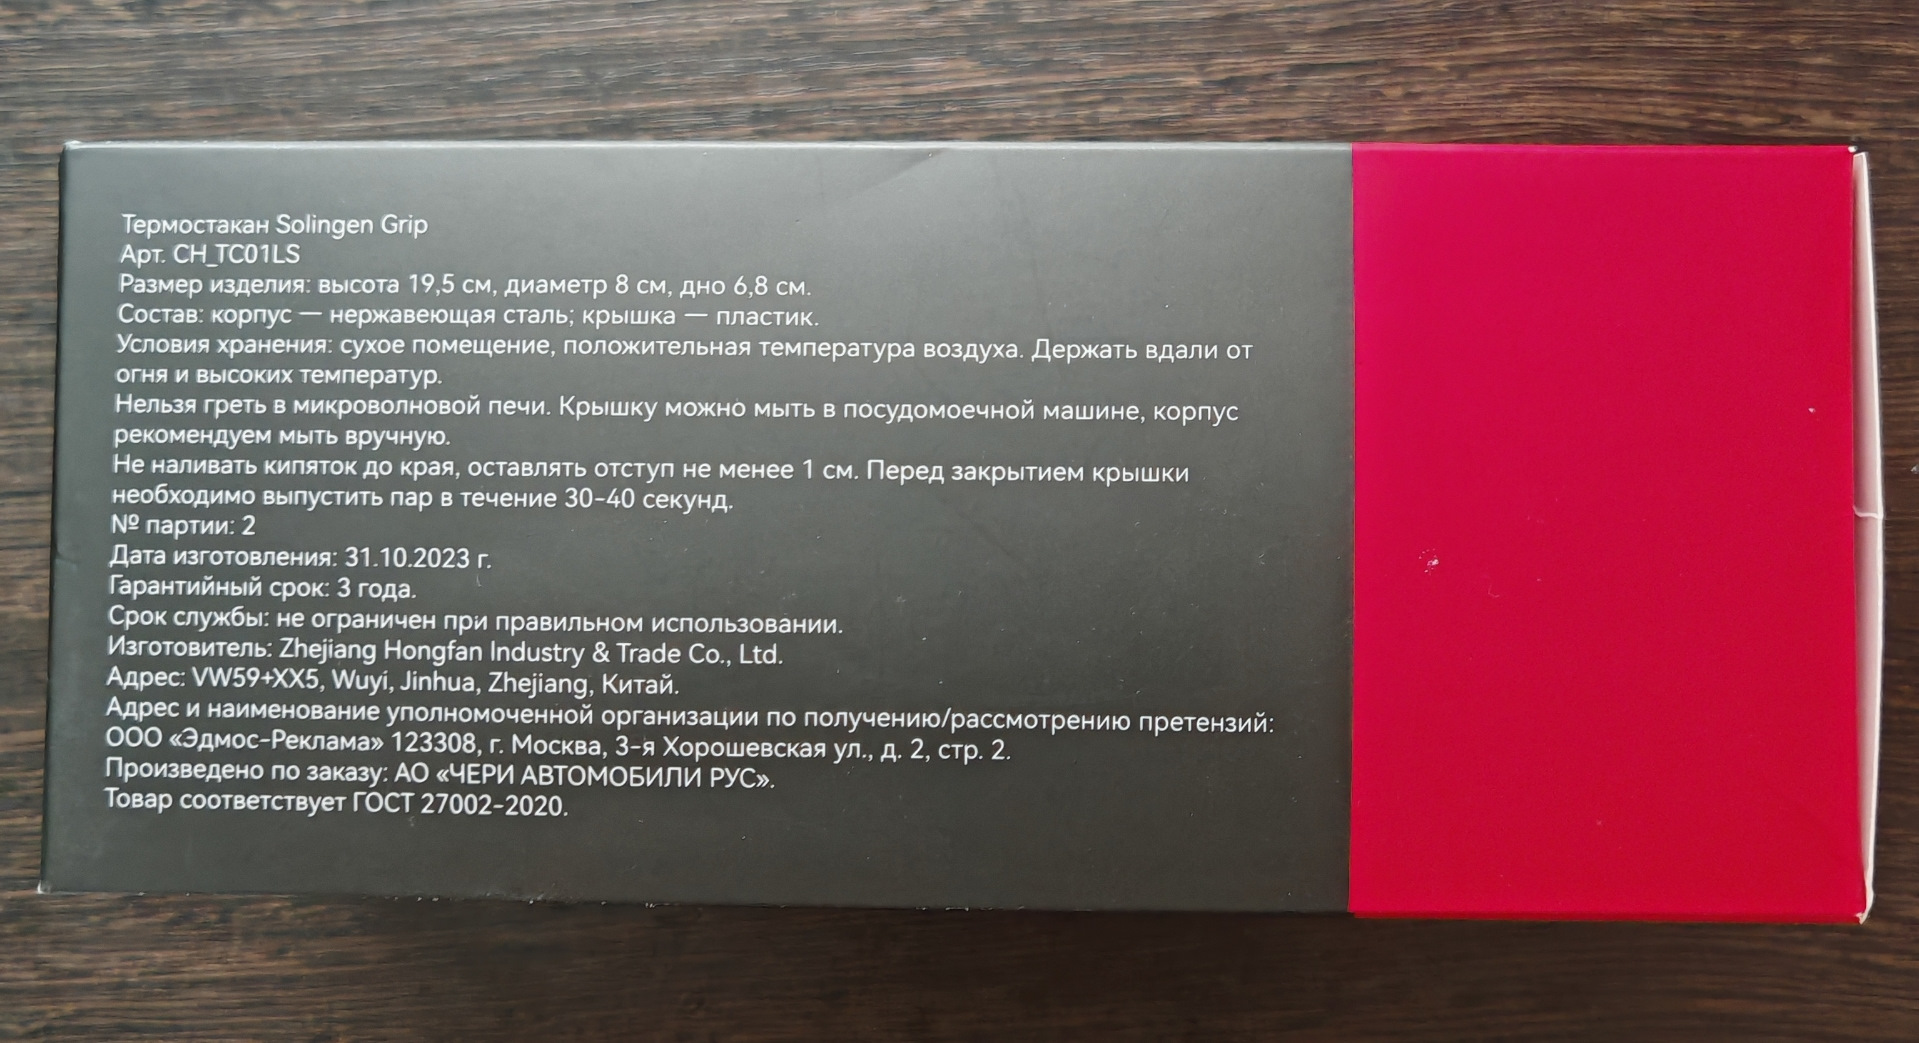 Термостакан Solingen Grip
Арт. CH_TC01LS
Размер изделия: высота 19,5 см, диаметр 8 см, дно 6,8 см.
Состав: корпус — нержавеющая сталь; крышка — пластик.
Условия хранения: сухое помещение, положительная температура воздуха. Держать вдали от
огня и высоких температур.
Нельзя греть в микроволновой печи. Крышку можно мыть в посудомоечной машине, корпус
рекомендуем мыть вручную.
Не наливать кипяток до края, оставлять отступ не менее 1 см. Перед закрытием крышки
необходимо выпустить пар в течение 30-40 секунд.
№ партии: 2
Дата изготовления: 31.10.2023 г.
Гарантийный срок: 3 года.
Срок службы: не ограничен при правильном использовании.
Изготовитель: Zhejiang Hongfan Industry & Trade Co., Ltd.
Адрес: VW59+XX5, Wuyi, Jinhua, Zhejiang, Китай.
Адрес и наименование уполномоченной организации по получению/рассмотрению претензий:
ООО «Эдмос-Реклама» 123308, г. Москва, 3-я Хорошевская ул., д. 2, стр. 2.
Произведено по заказу: АО «ЧЕРИ АВТОМОБИЛИ РУС».
Товар соответствует ГОСТ 27002-2020.